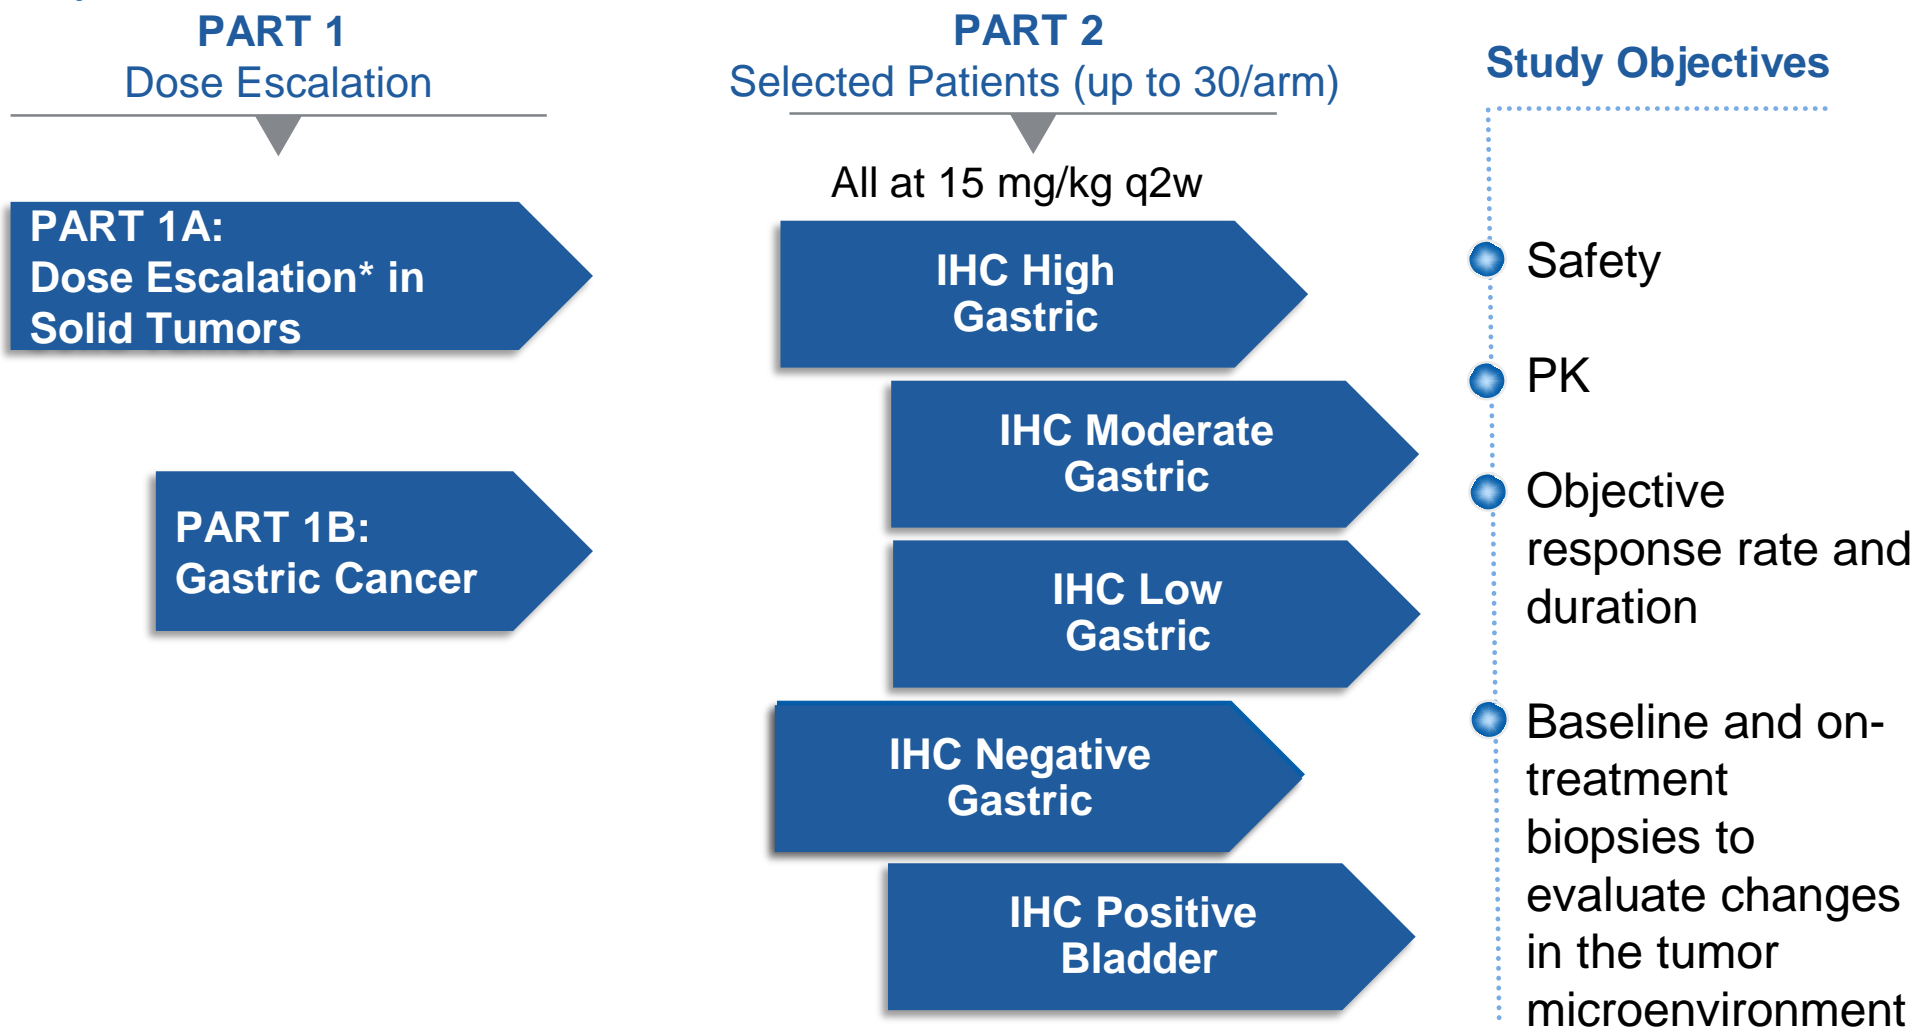 PART 1
Dose Escalation
PART 1A:
Dose Escalation* in
Solid Tumors
PART 1B:
Gastric Cancer
PART 2
Selected Patients (up to 30/arm)
All at 15 mg/kg q2w
IHC High
Gastric
IHC Moderate
Gastric
IHC Low
Gastric
IHC Negative
Gastric
IHC Positive
Bladder
Study Objectives
Safety
PK
Objective
response rate and
duration
Baseline and on-
treatment
biopsies to
evaluate changes
in the tumor
microenvironment